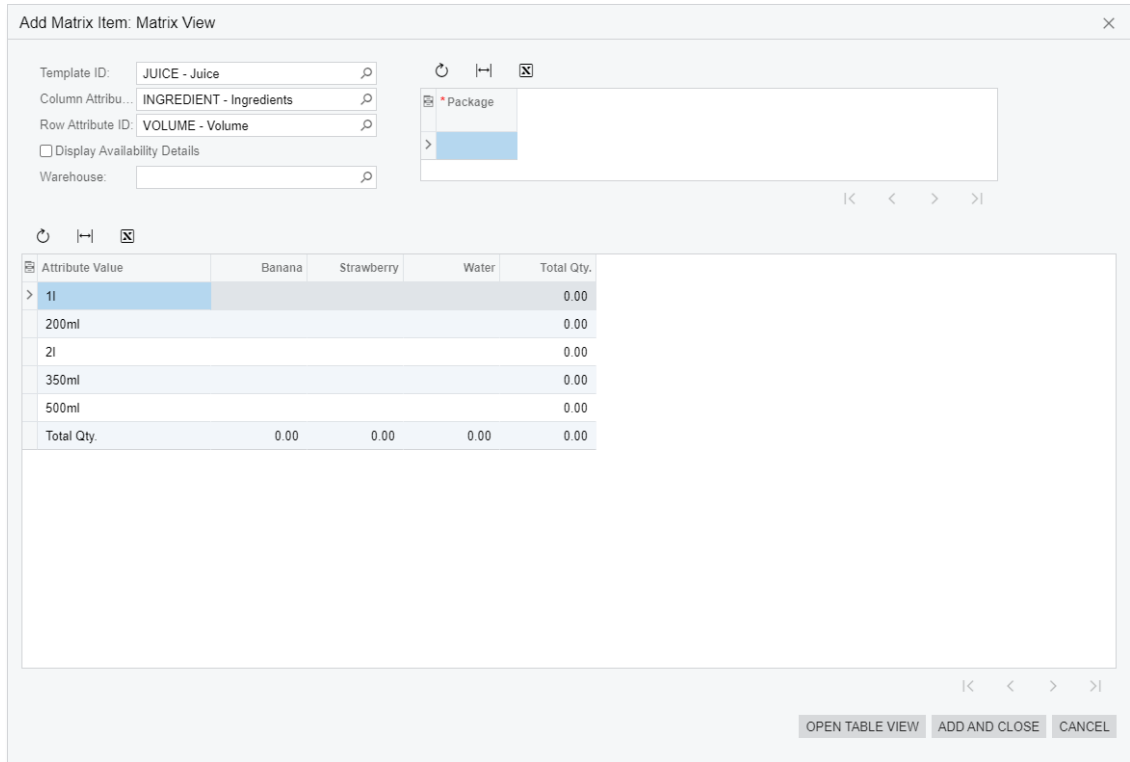 Add Matrix Item: Matrix View
Template ID: JUICE - Juice
Column Attribu... INGREDIENT - Ingredients
Row Attribute ID: VOLUME - Volume
Display Availability Details
Warehouse:
* Package
Attribute Value Banana Strawberry Water Total Qty.
1l 0.00
200ml 0.00
2l 0.00
350ml 0.00
500ml 0.00
Total Qty. 0.00 0.00 0.00 0.00
OPEN TABLE VIEW ADD AND CLOSE CANCEL